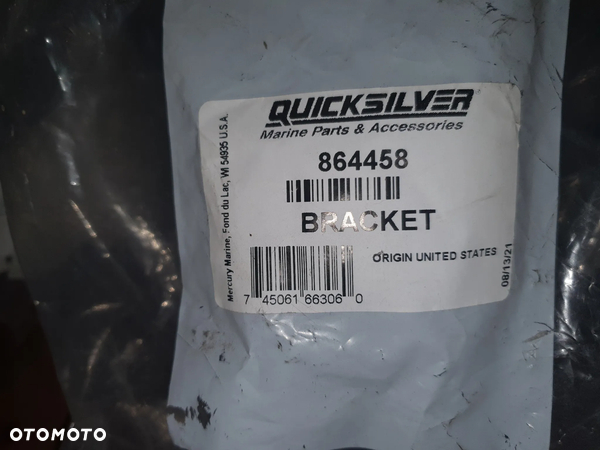 QUICKSILVER
Marine Parts & Accessories
864458
BRACKET
ORIGIN UNITED STATES
7 45061 66306 0
Mercury Marine, Fond du Lac, WI 54935 U.S.A.
08/13/21
OTOMOTO